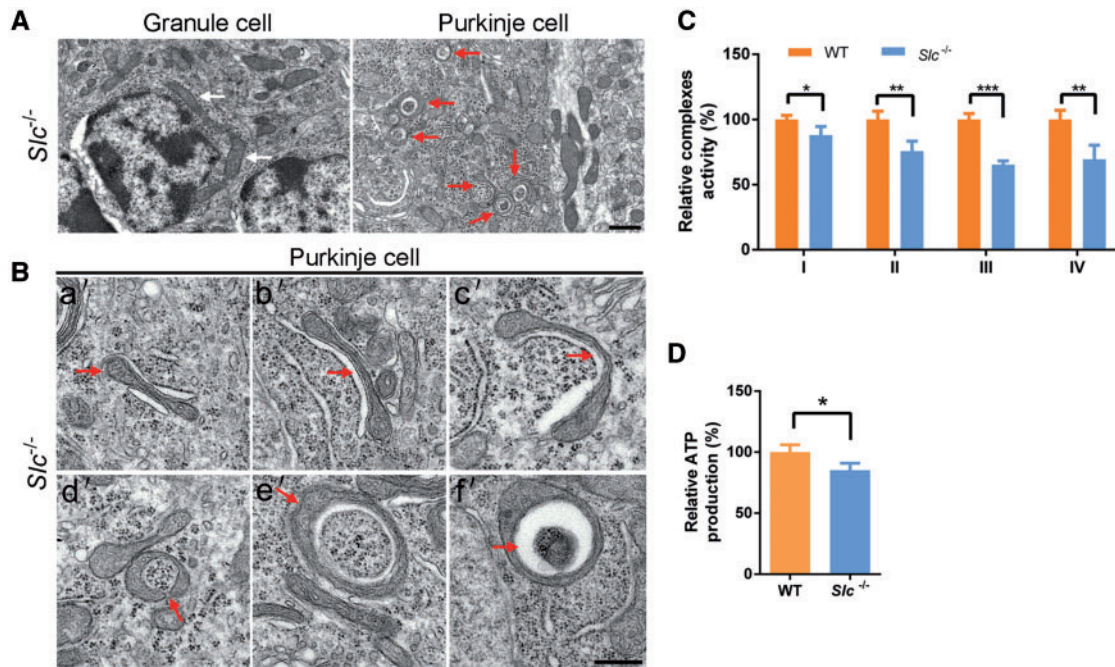 A
Granule cell
Purkinje cell
Slc-/-
B
Purkinje cell
a′
b′
c′
d′
e′
f′
Slc-/-
C
WT
Slc-/-
Relative complexes
activity (%)
150
100
50
0
*
**
***
**
I
II
III
IV
D
Relative ATP
production (%)
150
100
50
0
*
WT
Slc-/-